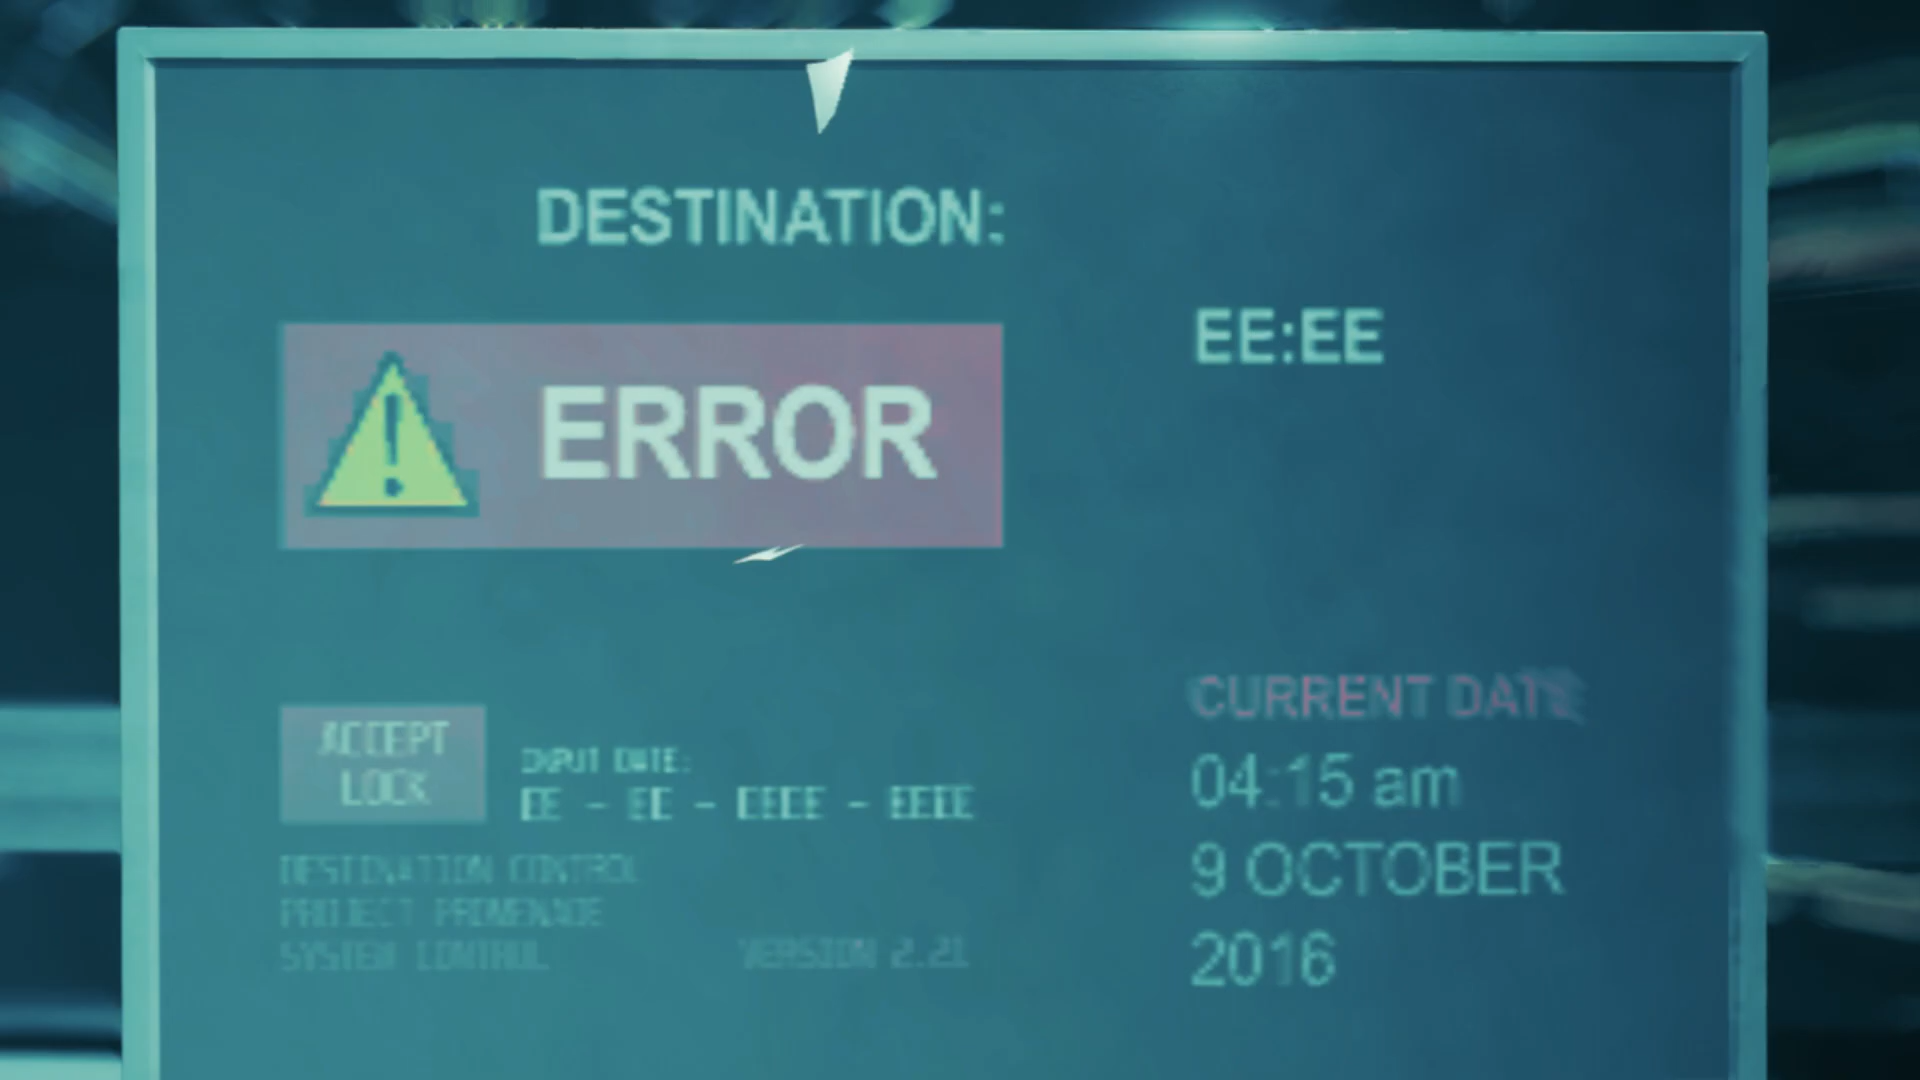 DESTINATION:
ERROR
EE:EE
ACCEPT
LOCK
INPUT DATE:
EE - EE - EEEE - EEEE
DESTINATION CONTROL
PROJECT PROMENADE
SYSTEM CONTROL
VERSION 2.21
CURRENT DATE
04:15 am
9 OCTOBER
2016